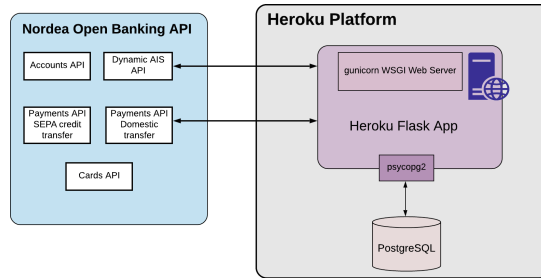 Nordea Open Banking API
Accounts API
Dynamic AIS
API
Payments API
SEPA credit
transfer
Payments API
Domestic
transfer
Cards API
Heroku Platform
gunicorn WSGI Web Server
Heroku Flask App
psycopg2
PostgreSQL